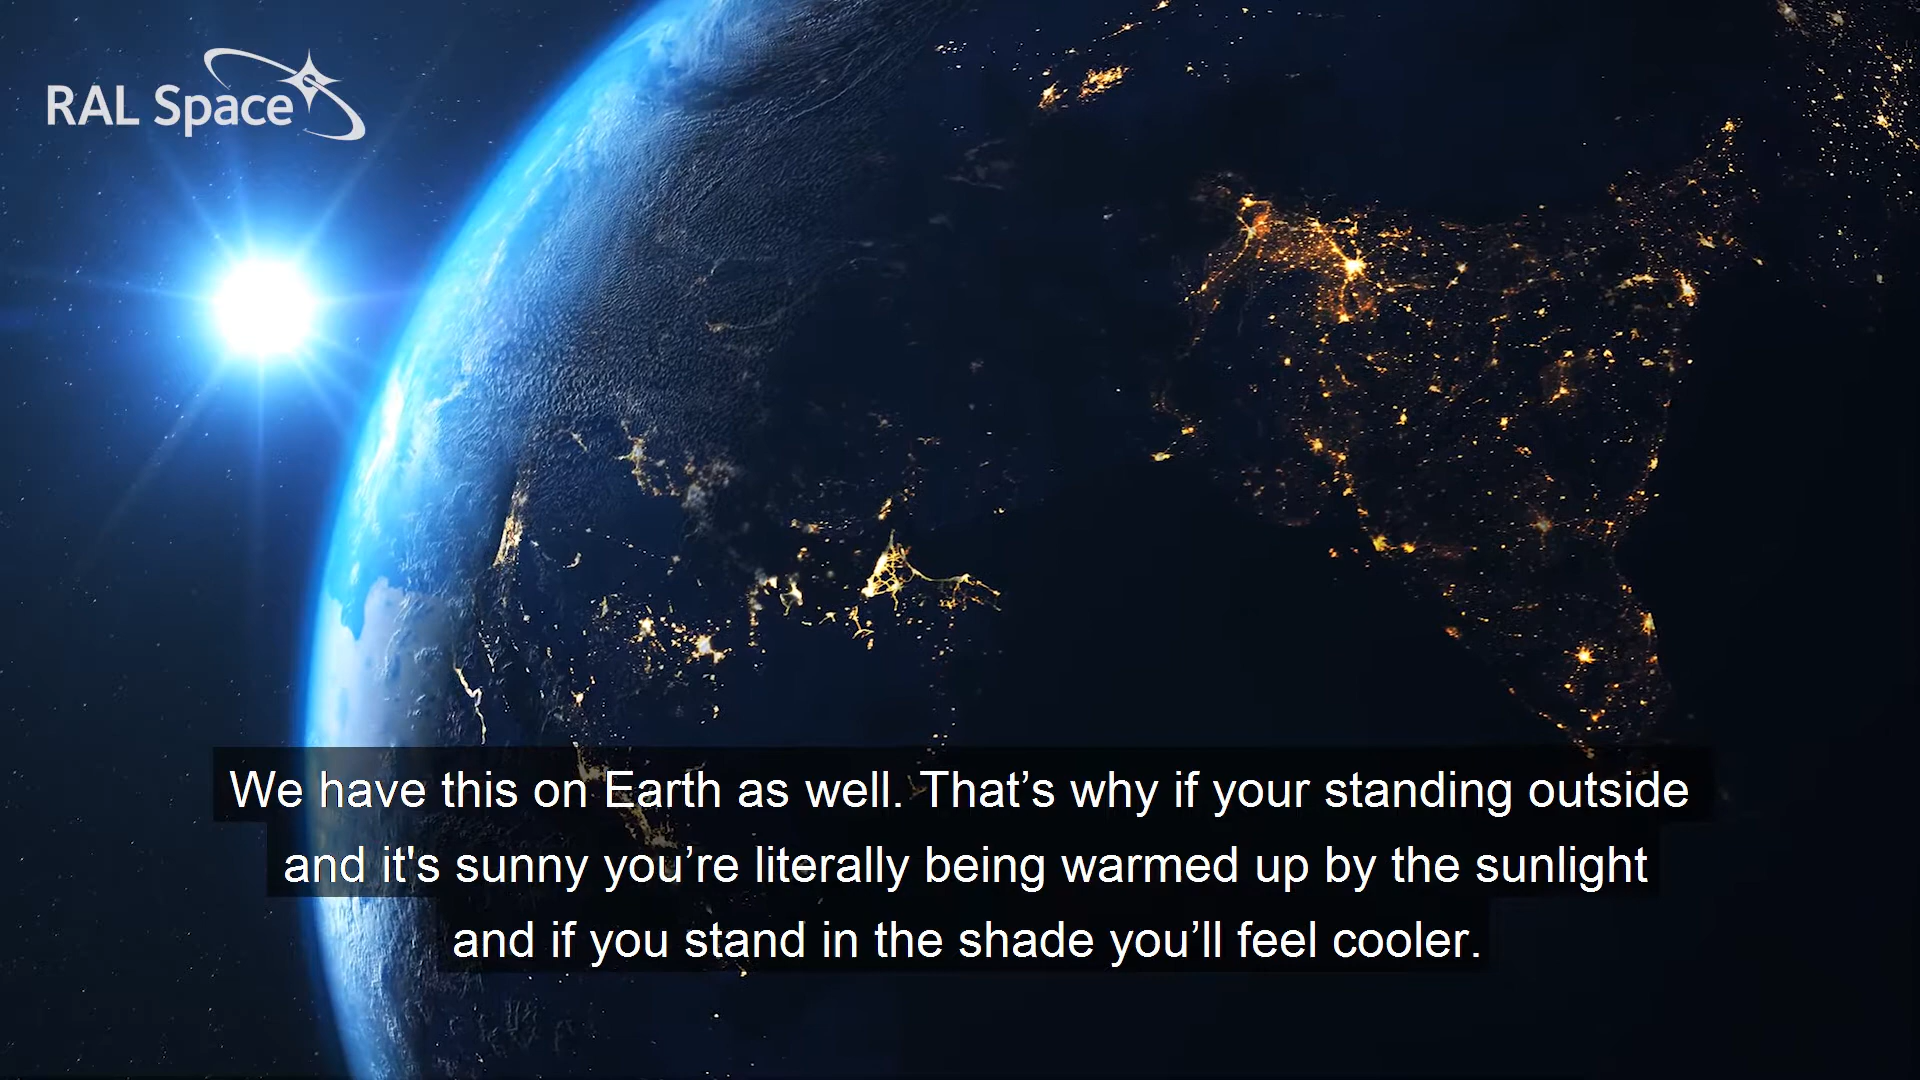 RAL Space
We have this on Earth as well. That’s why if your standing outside
and it's sunny you’re literally being warmed up by the sunlight
and if you stand in the shade you’ll feel cooler.